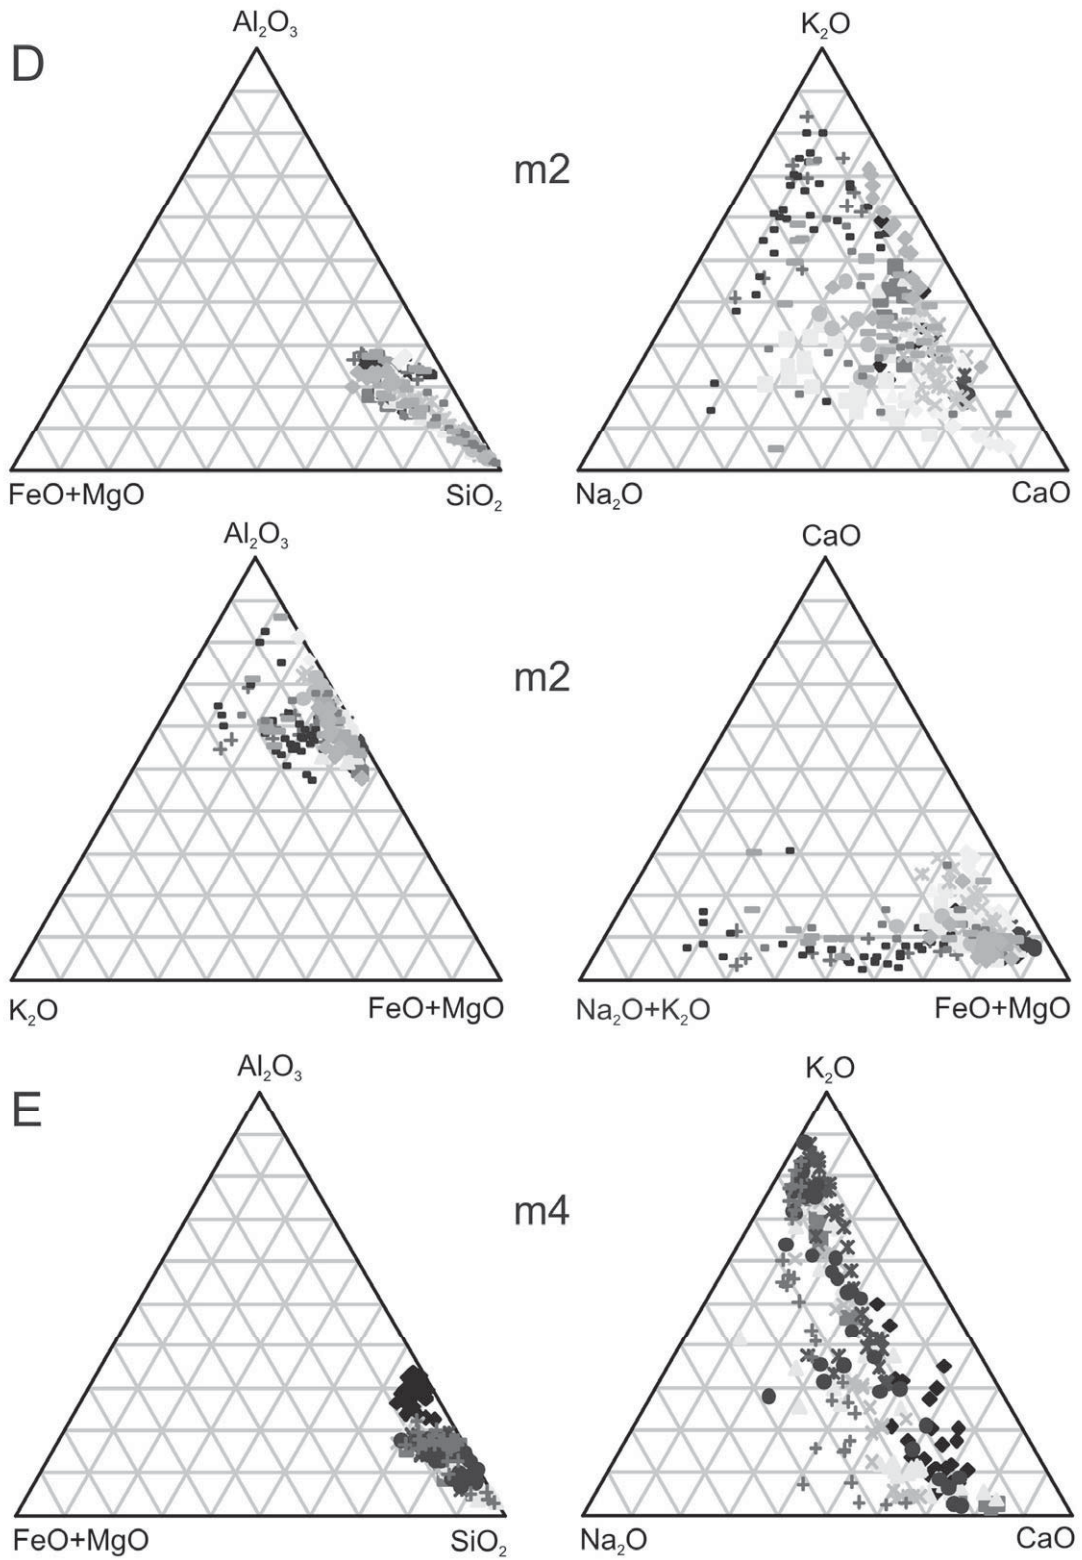 D
Al₂O₃
K₂O
m2
FeO+MgO
SiO₂
Na₂O
CaO
Al₂O₃
CaO
m2
K₂O
FeO+MgO
Na₂O+K₂O
FeO+MgO
E
Al₂O₃
K₂O
m4
FeO+MgO
SiO₂
Na₂O
CaO